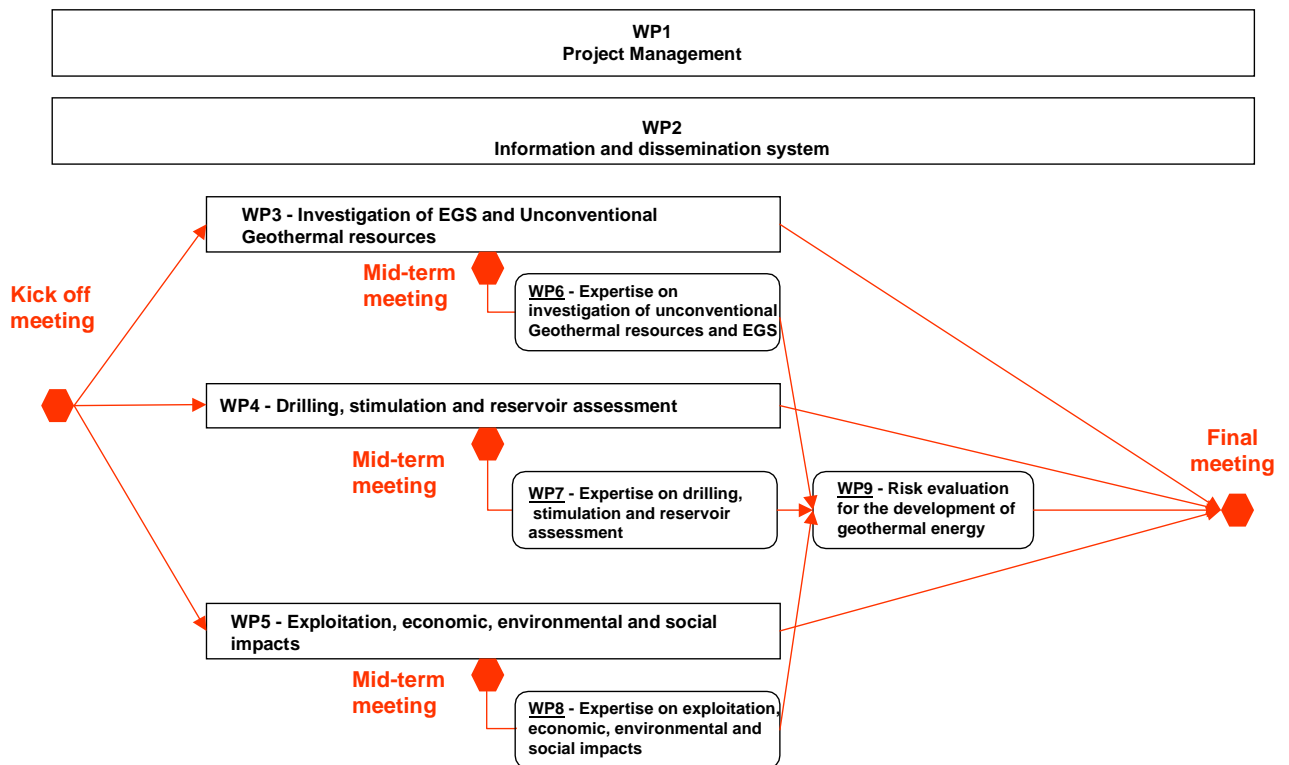 WP1
Project Management
WP2
Information and dissemination system
WP3 - Investigation of EGS and Unconventional
Geothermal resources
Mid-term
meeting
WP6 - Expertise on
investigation of unconventional
Geothermal resources and EGS
Kick off
meeting
WP4 - Drilling, stimulation and reservoir assessment
Mid-term
meeting
WP7 - Expertise on drilling,
stimulation and reservoir
assessment
WP9 - Risk evaluation
for the development of
geothermal energy
Final
meeting
WP5 - Exploitation, economic, environmental and social
impacts
Mid-term
meeting
WP8 - Expertise on exploitation,
economic, environmental and
social impacts